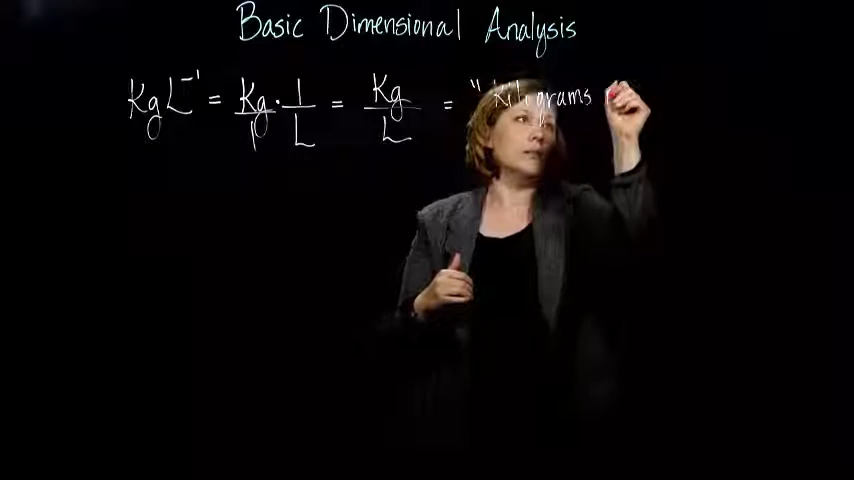 Basic Dimensional Analysis
Kg L⁻¹ = Kg/1 · 1/L = Kg/L = " Kilograms